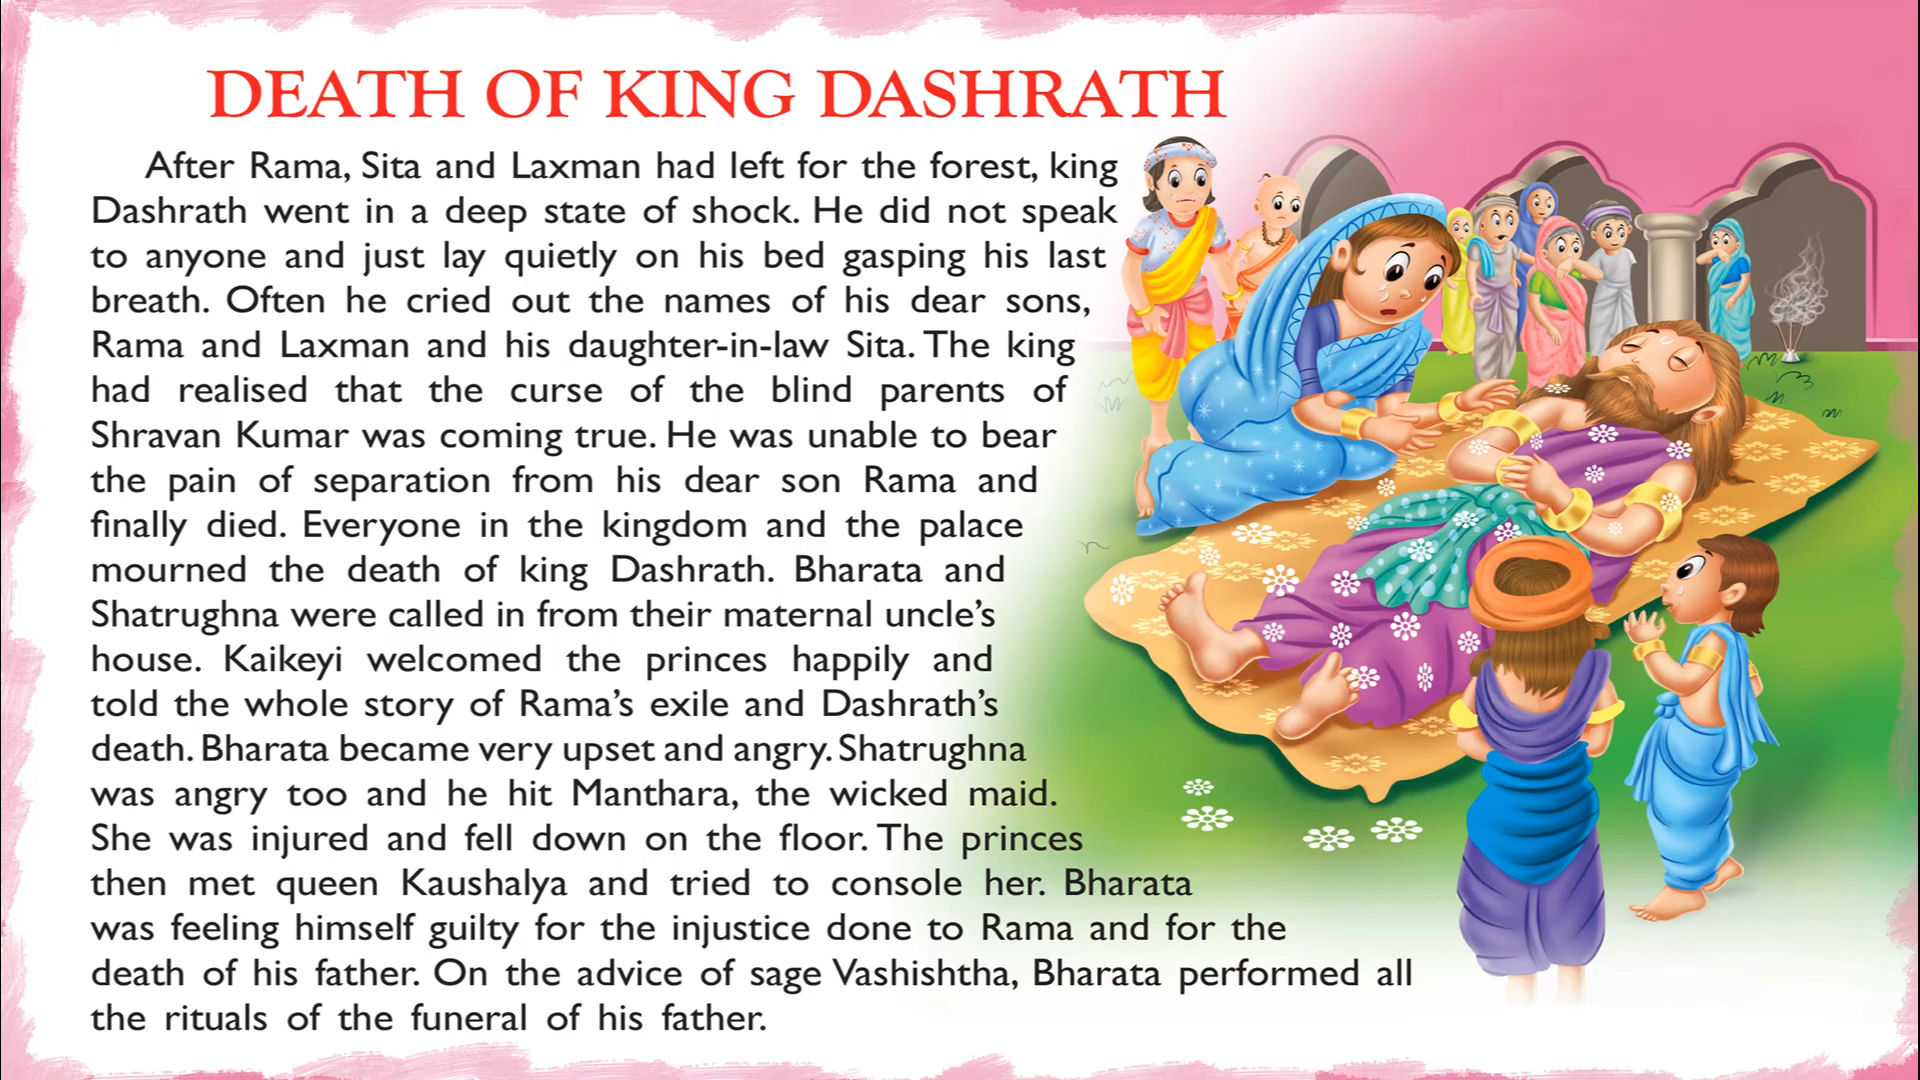 DEATH OF KING DASHRATH
After Rama, Sita and Laxman had left for the forest, king
Dashrath went in a deep state of shock. He did not speak
to anyone and just lay quietly on his bed gasping his last
breath. Often he cried out the names of his dear sons,
Rama and Laxman and his daughter-in-law Sita. The king
had realised that the curse of the blind parents of
Shravan Kumar was coming true. He was unable to bear
the pain of separation from his dear son Rama and
finally died. Everyone in the kingdom and the palace
mourned the death of king Dashrath. Bharata and
Shatrughna were called in from their maternal uncle’s
house. Kaikeyi welcomed the princes happily and
told the whole story of Rama’s exile and Dashrath’s
death. Bharata became very upset and angry. Shatrughna
was angry too and he hit Manthara, the wicked maid.
She was injured and fell down on the floor. The princes
then met queen Kaushalya and tried to console her. Bharata
was feeling himself guilty for the injustice done to Rama and for the
death of his father. On the advice of sage Vashishtha, Bharata performed all
the rituals of the funeral of his father.